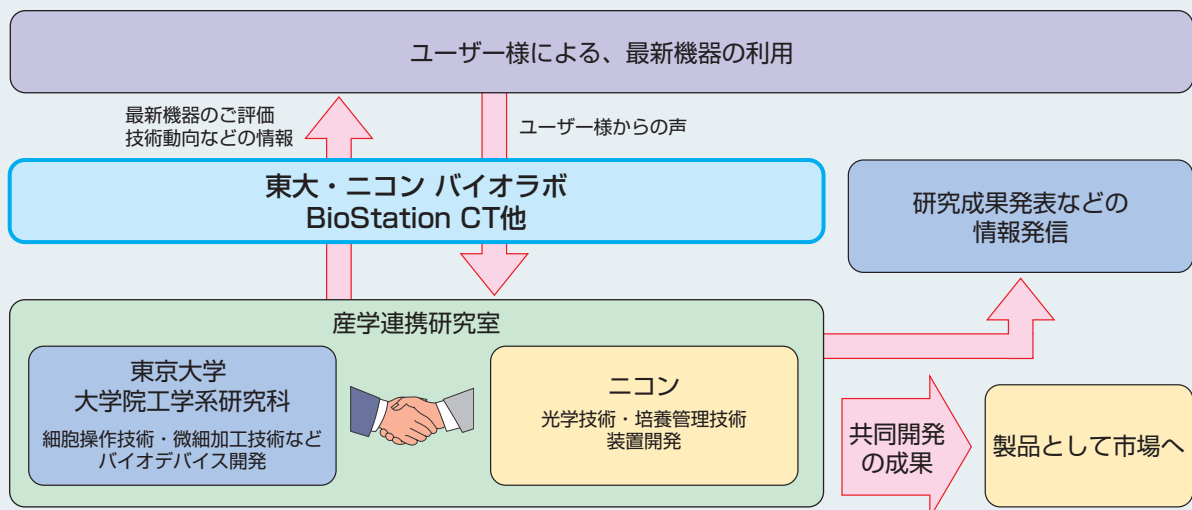 ユーザー様による、最新機器の利用
最新機器のご評価
技術動向などの情報
ユーザー様からの声
東大・ニコン バイオラボ
BioStation CT他
研究成果発表などの
情報発信
産学連携研究室
東京大学
大学院工学系研究科
細胞操作技術・微細加工技術など
バイオデバイス開発
ニコン
光学技術・培養管理技術
装置開発
共同開発
の成果
製品として市場へ